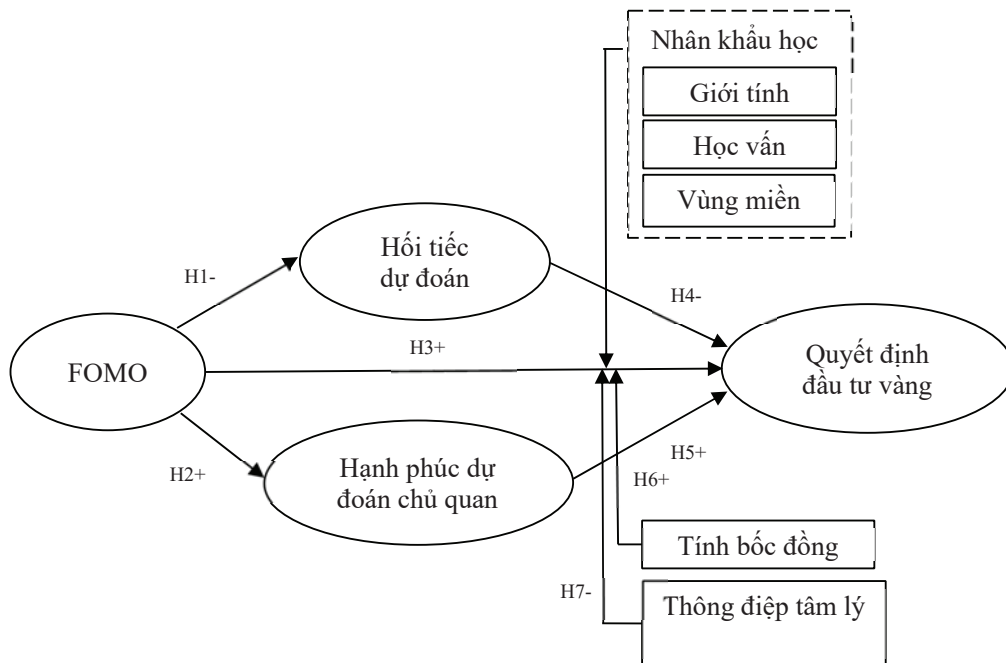 Nhân khẩu học
Giới tính
Học vấn
Vùng miền
Hối tiếc
dự đoán
H1-
H4-
H3+
FOMO
Quyết định
đầu tư vàng
H2+
Hạnh phúc dự
đoán chủ quan
H5+
H6+
Tính bốc đồng
H7-
Thông điệp tâm lý